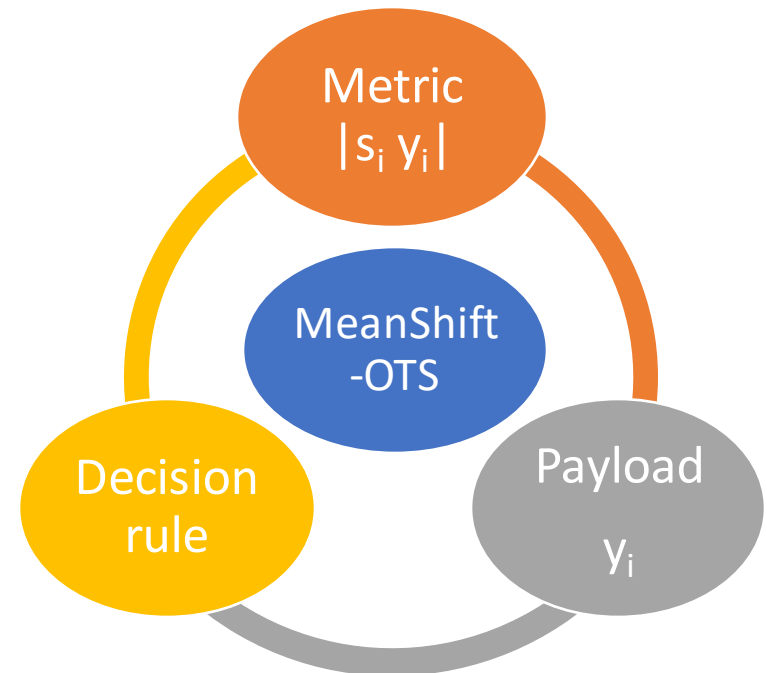 Metric
|sᵢ yᵢ|
MeanShift
-OTS
Decision
rule
Payload
yᵢ